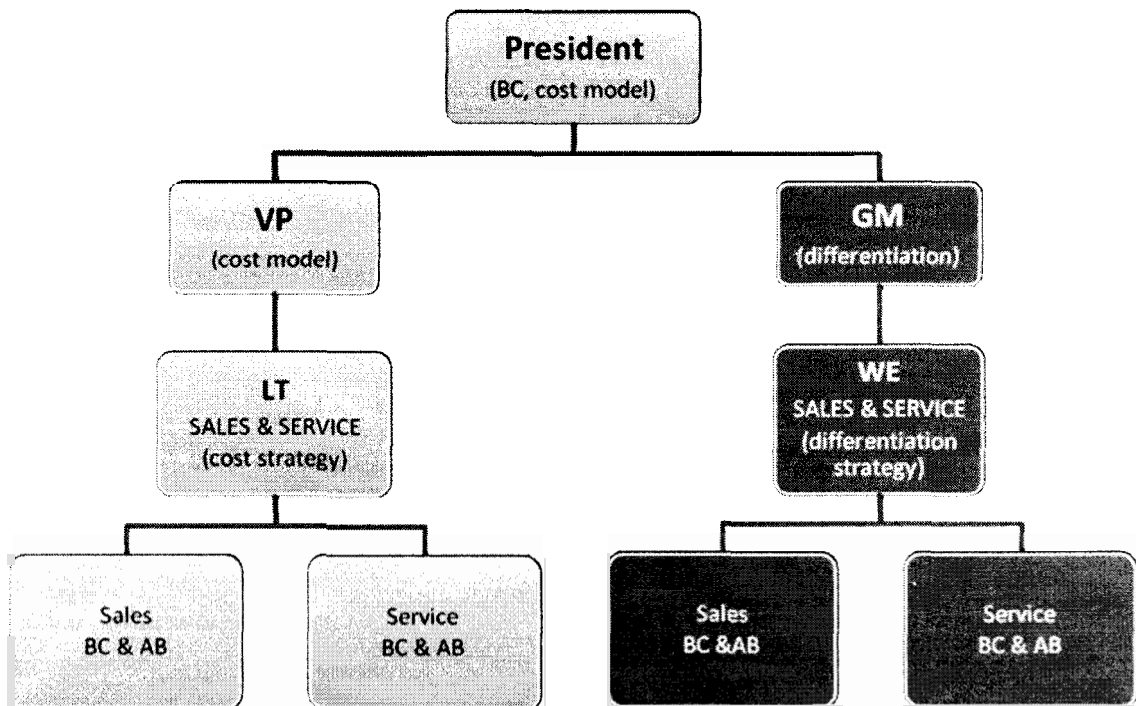 President
(BC, cost model)
VP
(cost model)
GM
(differentiation)
LT
SALES & SERVICE
(cost strategy)
WE
SALES & SERVICE
(differentiation
strategy)
Sales
BC & AB
Service
BC & AB
Sales
BC &AB
Service
BC & AB